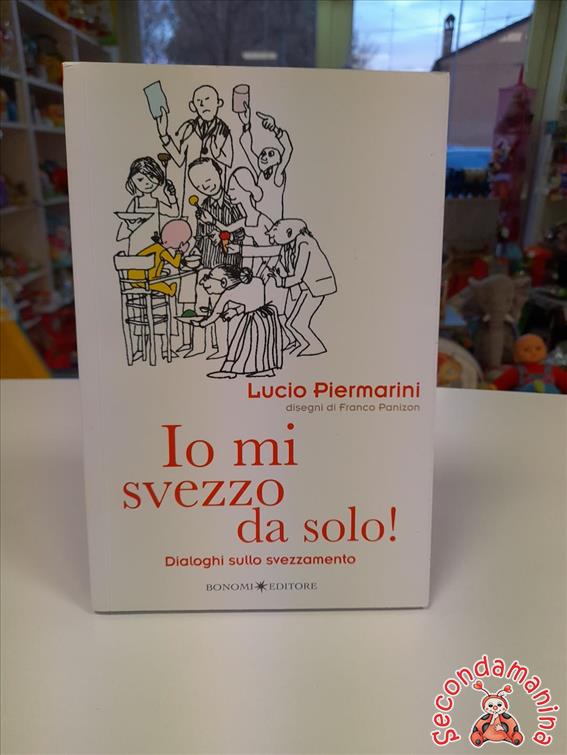 Lucio Piermarini
disegni di Franco Panizon
Io mi
svezzo
da solo!
Dialoghi sullo svezzamento
BONOMI EDITORE
Secondamanina